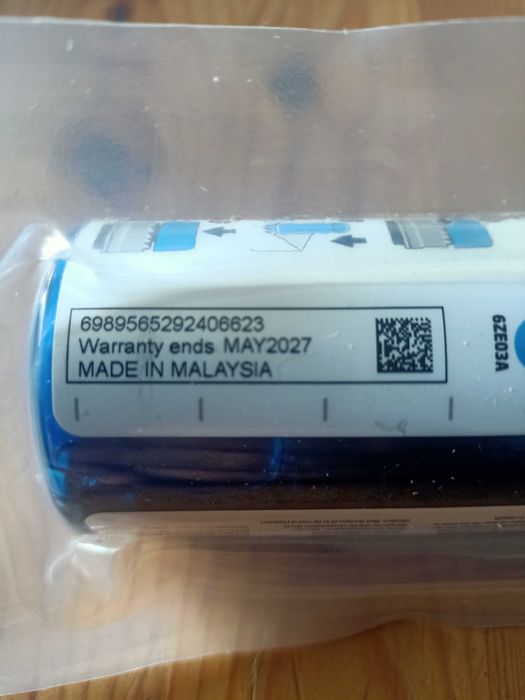 6989565292406623
Warranty ends MAY2027
MADE IN MALAYSIA
6ZE03A